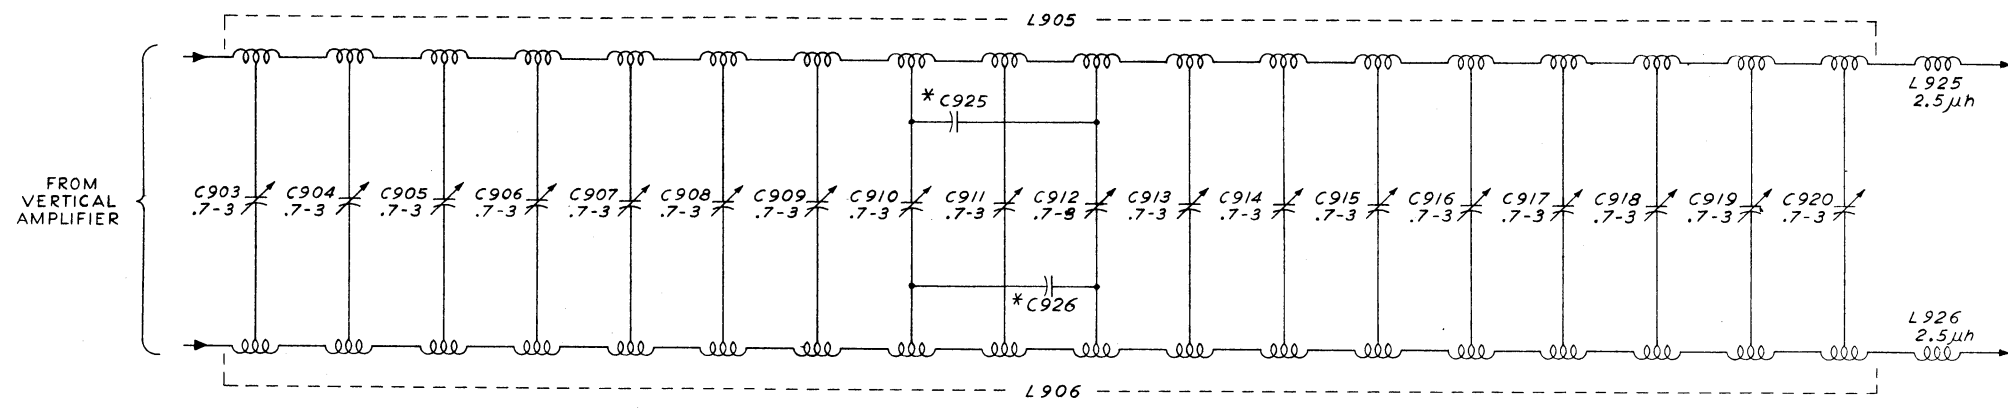 L905
L925
2.5μh
*C925
FROM
VERTICAL
AMPLIFIER
C903
.7-3
C904
.7-3
C905
.7-3
C906
.7-3
C907
.7-3
C908
.7-3
C909
.7-3
C910
.7-3
C911
.7-3
C912
.7-3
C913
.7-3
C914
.7-3
C915
.7-3
C916
.7-3
C917
.7-3
C918
.7-3
C919
.7-3
C920
.7-3
*C926
L926
2.5μh
L906